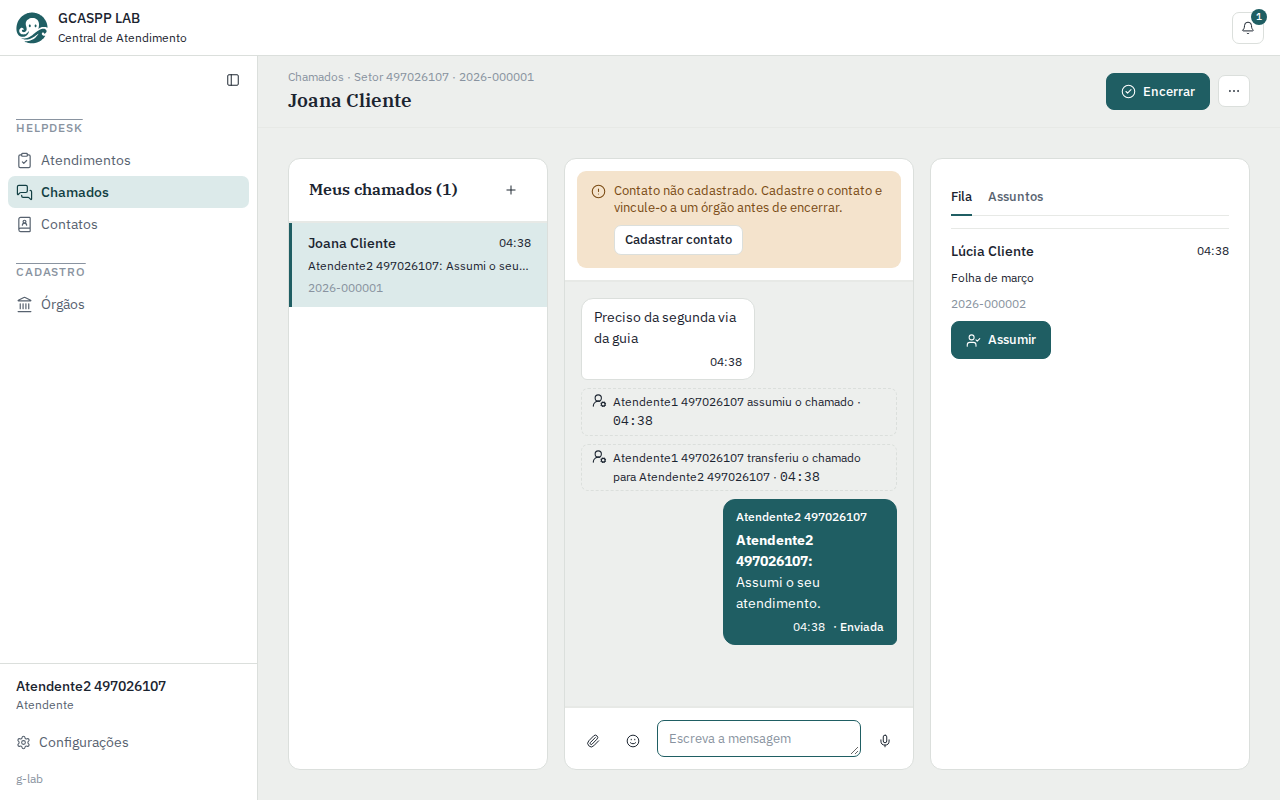 GCASPP LAB
Central de Atendimento
1
HELPDESK
Atendimentos
Chamados
Contatos
CADASTRO
Órgãos
Atendente2 497026107
Atendente
Configurações
g-lab
Chamados · Setor 497026107 · 2026-000001
Joana Cliente
Encerrar
Meus chamados (1)
Joana Cliente 04:38
Atendente2 497026107: Assumi o seu...
2026-000001
Contato não cadastrado. Cadastre o contato e
vincule-o a um órgão antes de encerrar.
Cadastrar contato
Preciso da segunda via
da guia
04:38
Atendente1 497026107 assumiu o chamado ·
04:38
Atendente1 497026107 transferiu o chamado
para Atendente2 497026107 · 04:38
Atendente2 497026107
Atendente2
497026107:
Assumi o seu
atendimento.
04:38 · Enviada
Escreva a mensagem
Fila Assuntos
Lúcia Cliente 04:38
Folha de março
2026-000002
Assumir